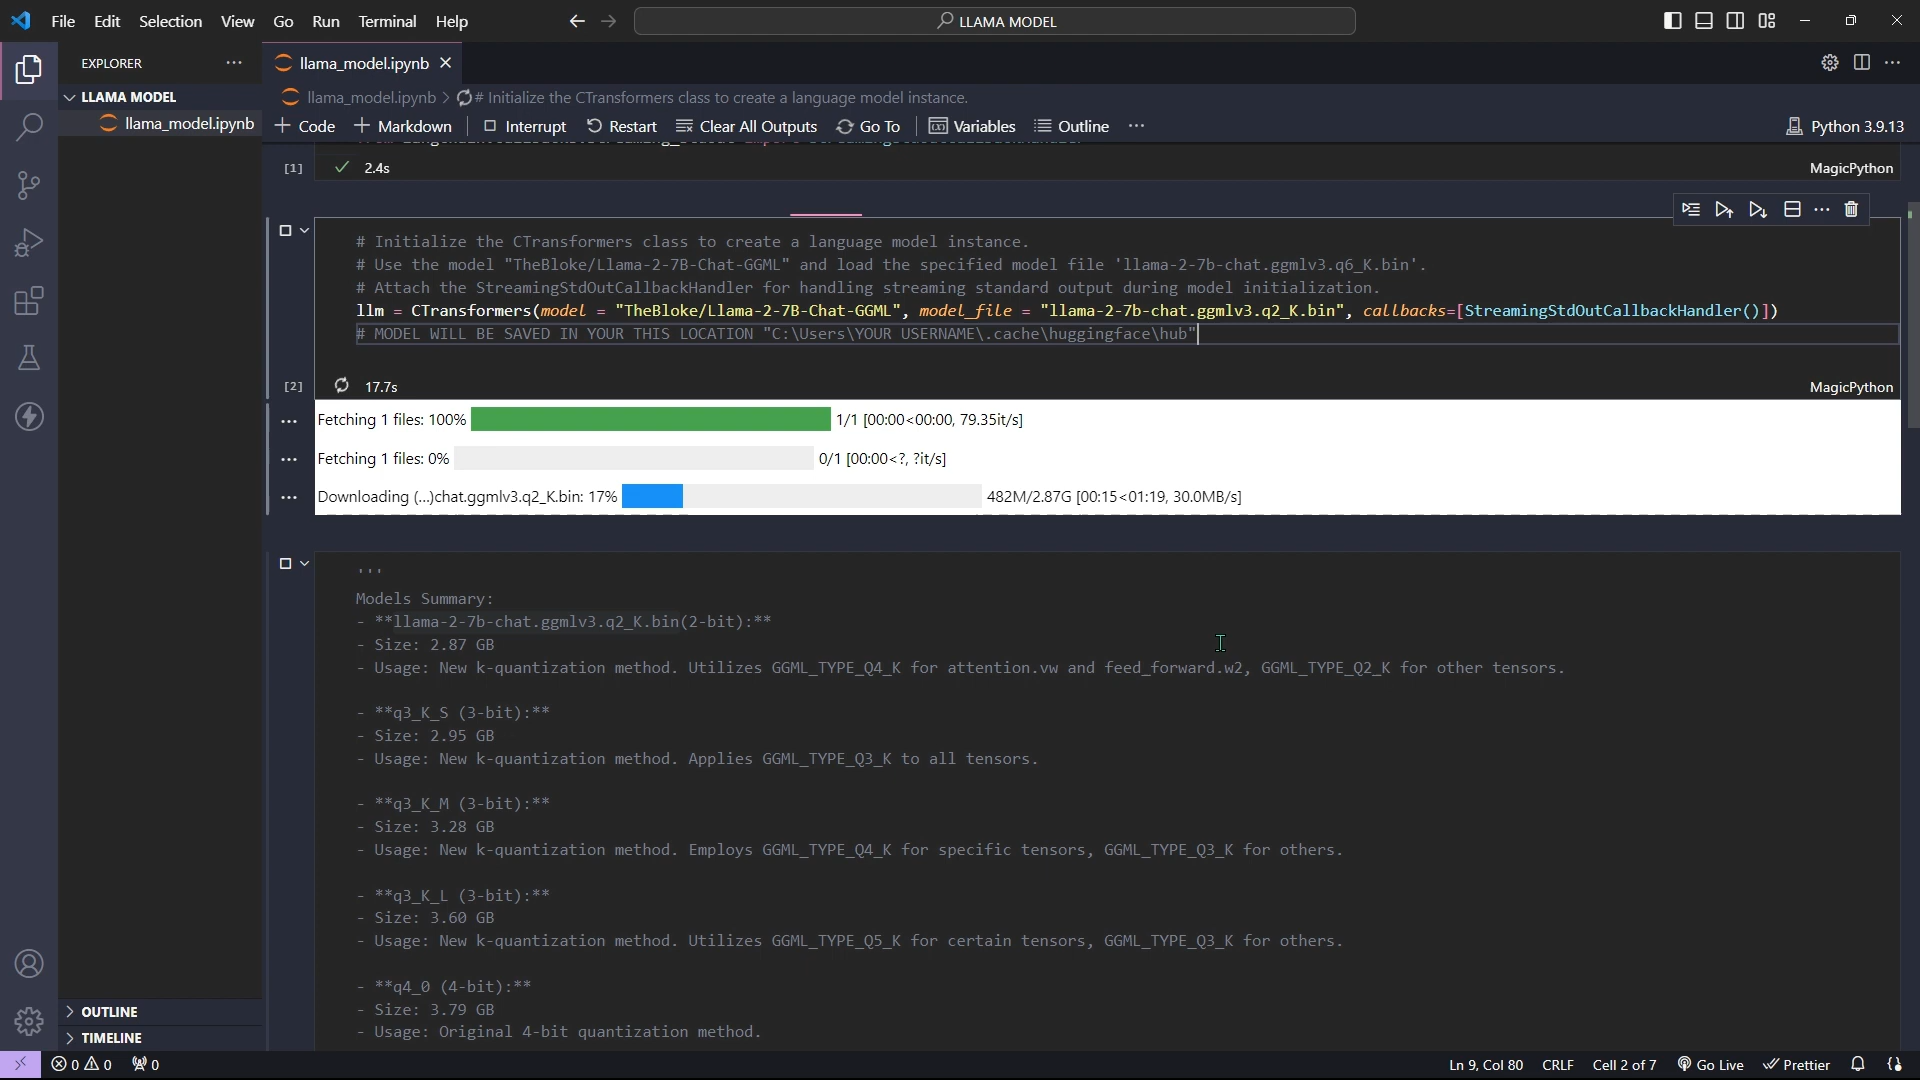 File Edit Selection View Go Run Terminal Help
LLAMA MODEL
EXPLORER
LLAMA MODEL
llama_model.ipynb
OUTLINE
TIMELINE
llama_model.ipynb
llama_model.ipynb > # Initialize the CTransformers class to create a language model instance.
Code Markdown Interrupt Restart Clear All Outputs Go To Variables Outline Python 3.9.13
[1] 2.4s MagicPython
# Initialize the CTransformers class to create a language model instance.
# Use the model "TheBloke/Llama-2-7B-Chat-GGML" and load the specified model file 'llama-2-7b-chat.ggmlv3.q6_K.bin'.
# Attach the StreamingStdOutCallbackHandler for handling streaming standard output during model initialization.
llm = CTransformers(model = "TheBloke/Llama-2-7B-Chat-GGML", model_file = "llama-2-7b-chat.ggmlv3.q2_K.bin", callbacks=[StreamingStdOutCallbackHandler()])
# MODEL WILL BE SAVED IN YOUR THIS LOCATION "C:\Users\YOUR USERNAME\.cache\huggingface\hub"
[2] 17.7s MagicPython
Fetching 1 files: 100% 1/1 [00:00<00:00, 79.35it/s]
Fetching 1 files: 0% 0/1 [00:00<?, ?it/s]
Downloading (...)chat.ggmlv3.q2_K.bin: 17% 482M/2.87G [00:15<01:19, 30.0MB/s]
'''
Models Summary:
- **llama-2-7b-chat.ggmlv3.q2_K.bin(2-bit):**
- Size: 2.87 GB
- Usage: New k-quantization method. Utilizes GGML_TYPE_Q4_K for attention.vw and feed_forward.w2, GGML_TYPE_Q2_K for other tensors.
- **q3_K_S (3-bit):**
- Size: 2.95 GB
- Usage: New k-quantization method. Applies GGML_TYPE_Q3_K to all tensors.
- **q3_K_M (3-bit):**
- Size: 3.28 GB
- Usage: New k-quantization method. Employs GGML_TYPE_Q4_K for specific tensors, GGML_TYPE_Q3_K for others.
- **q3_K_L (3-bit):**
- Size: 3.60 GB
- Usage: New k-quantization method. Utilizes GGML_TYPE_Q5_K for certain tensors, GGML_TYPE_Q3_K for others.
- **q4_0 (4-bit):**
- Size: 3.79 GB
- Usage: Original 4-bit quantization method.
0 0 0 Ln 9, Col 80 CRLF Cell 2 of 7 Go Live Prettier